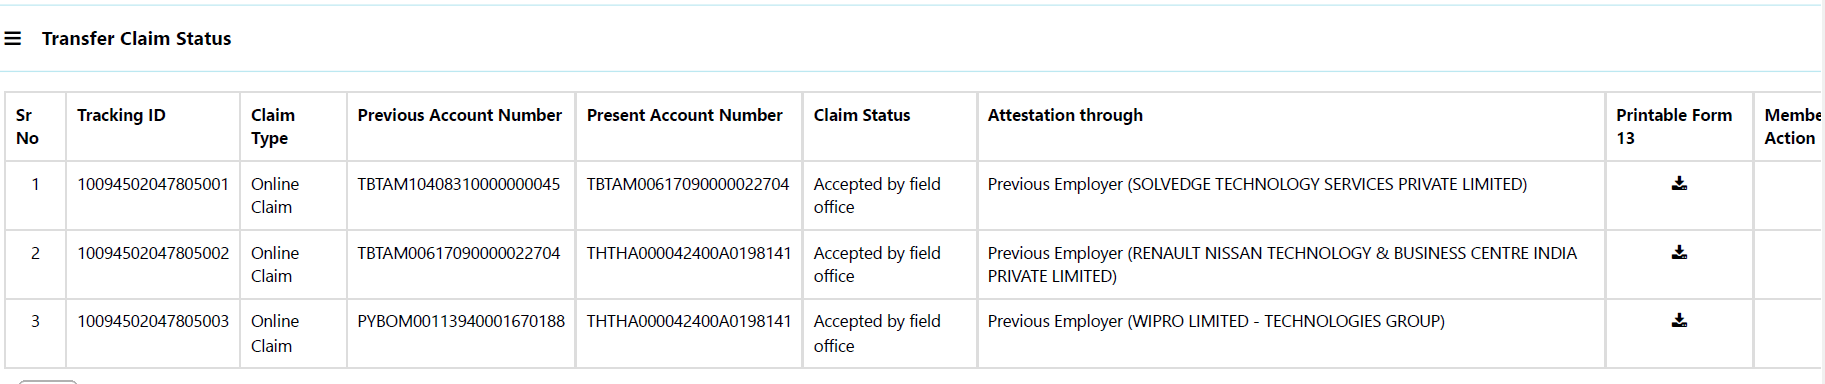 Transfer Claim Status
Sr No | Tracking ID | Claim Type | Previous Account Number | Present Account Number | Claim Status | Attestation through | Printable Form 13 | Membe Action
1 | 10094502047805001 | Online Claim | TBTAM10408310000000045 | TBTAM00617090000022704 | Accepted by field office | Previous Employer (SOLVEDGE TECHNOLOGY SERVICES PRIVATE LIMITED)
2 | 10094502047805002 | Online Claim | TBTAM00617090000022704 | THTHA000042400A0198141 | Accepted by field office | Previous Employer (RENAULT NISSAN TECHNOLOGY & BUSINESS CENTRE INDIA PRIVATE LIMITED)
3 | 10094502047805003 | Online Claim | PYBOM00113940001670188 | THTHA000042400A0198141 | Accepted by field office | Previous Employer (WIPRO LIMITED - TECHNOLOGIES GROUP)